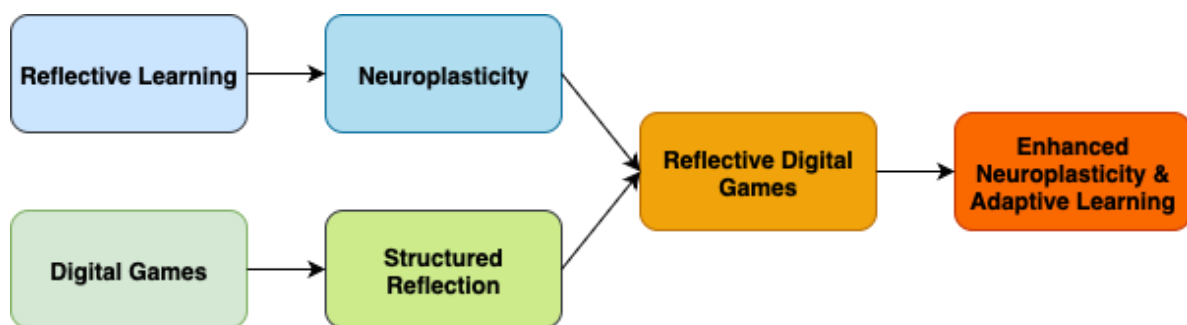 Reflective Learning
Neuroplasticity
Digital Games
Structured
Reflection
Reflective Digital
Games
Enhanced
Neuroplasticity &
Adaptive Learning